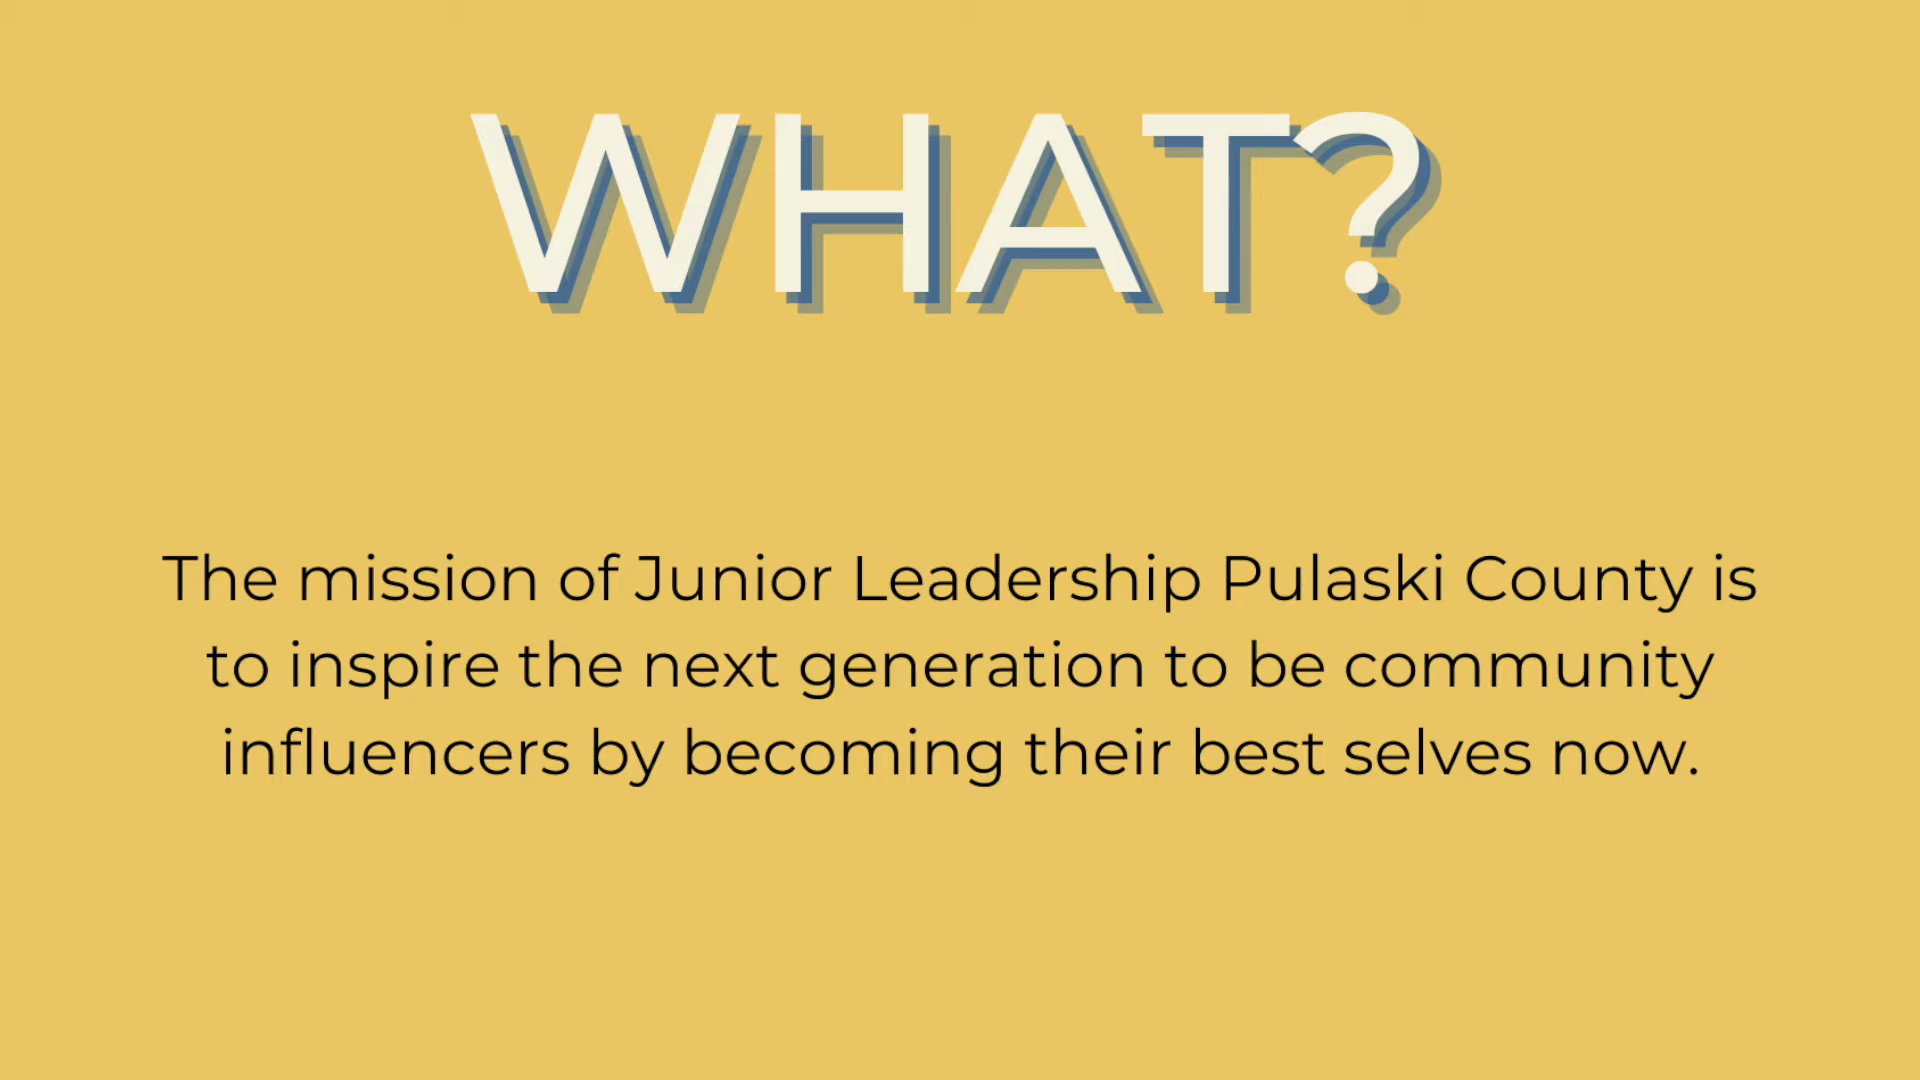 WHAT?
The mission of Junior Leadership Pulaski County is
to inspire the next generation to be community
influencers by becoming their best selves now.